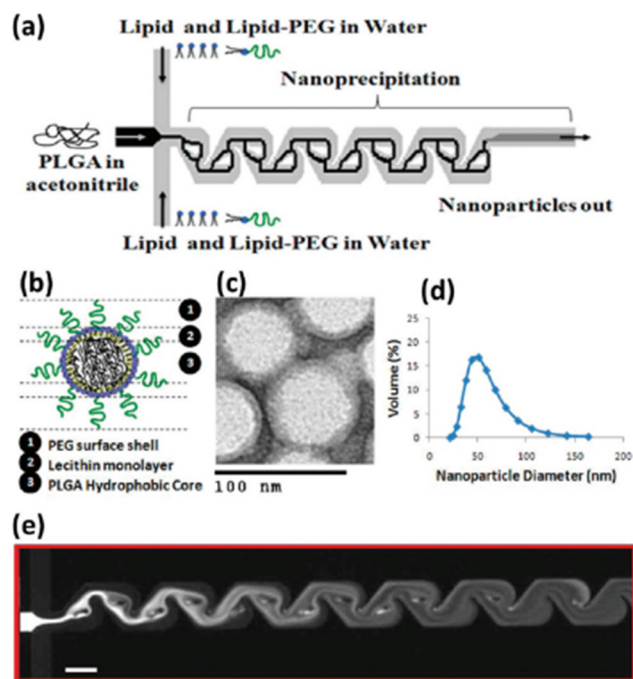 (a)
Lipid and Lipid-PEG in Water
Nanoprecipitation
PLGA in
acetonitrile
Nanoparticles out
Lipid and Lipid-PEG in Water
(b)
1
2
3
1 PEG surface shell
2 Lecithin monolayer
3 PLGA Hydrophobic Core
(c)
100 nm
(d)
Volume (%)
25
20
15
10
5
0
0 50 100 150 200
Nanoparticle Diameter (nm)
(e)